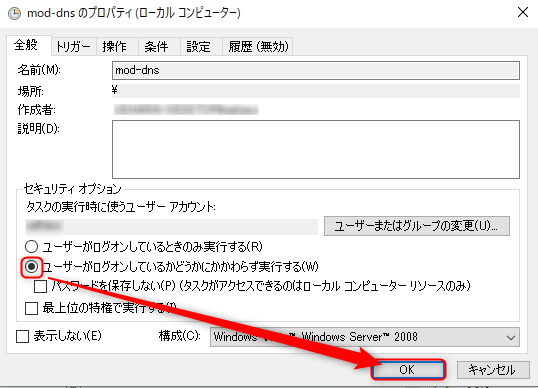 mod-dns のプロパティ (ローカル コンピューター)
全般 トリガー 操作 条件 設定 履歴 (無効)
名前(M): mod-dns
場所: \
作成者:
説明(D):
セキュリティ オプション
タスクの実行時に使うユーザー アカウント:
ユーザーまたはグループの変更(U)...
ユーザーがログオンしているときのみ実行する(R)
ユーザーがログオンしているかどうかにかかわらず実行する(W)
パスワードを保存しない(P) (タスクがアクセスできるのはローカル コンピューター リソースのみ)
最上位の特権で実行する(I)
表示しない(E) 構成(C): Windows ™ Windows Server™ 2008
OK キャンセル